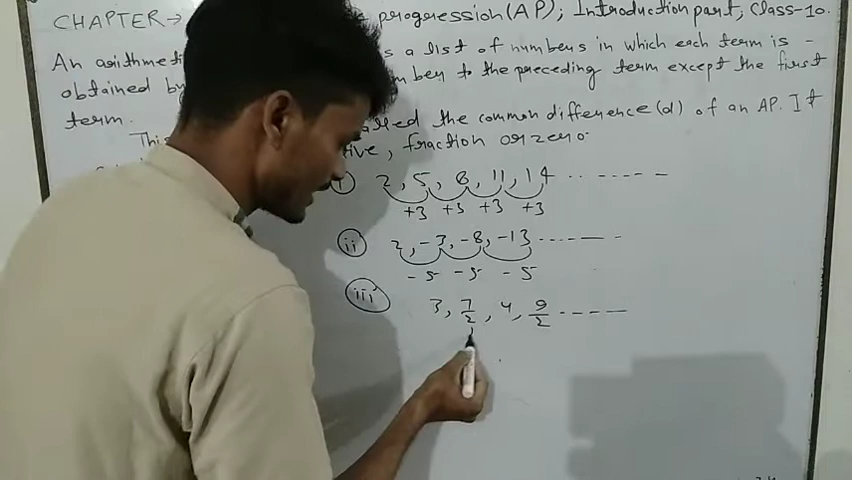 CHAPTER → progression (AP); Introduction part; Class-10.
An arithmeti s a list of numbers in which each term is -
obtained by mber to the preceding term except the first
term.
This lled the common difference (d) of an AP. It
tive, fraction or zero.
i) 2, 5, 8, 11, 14 .. -----
+3 +3 +3 +3
ii 2, -3, -8, -13 -----
-5 -5 -5
iii 3, 7/2, 4, 9/2 -----